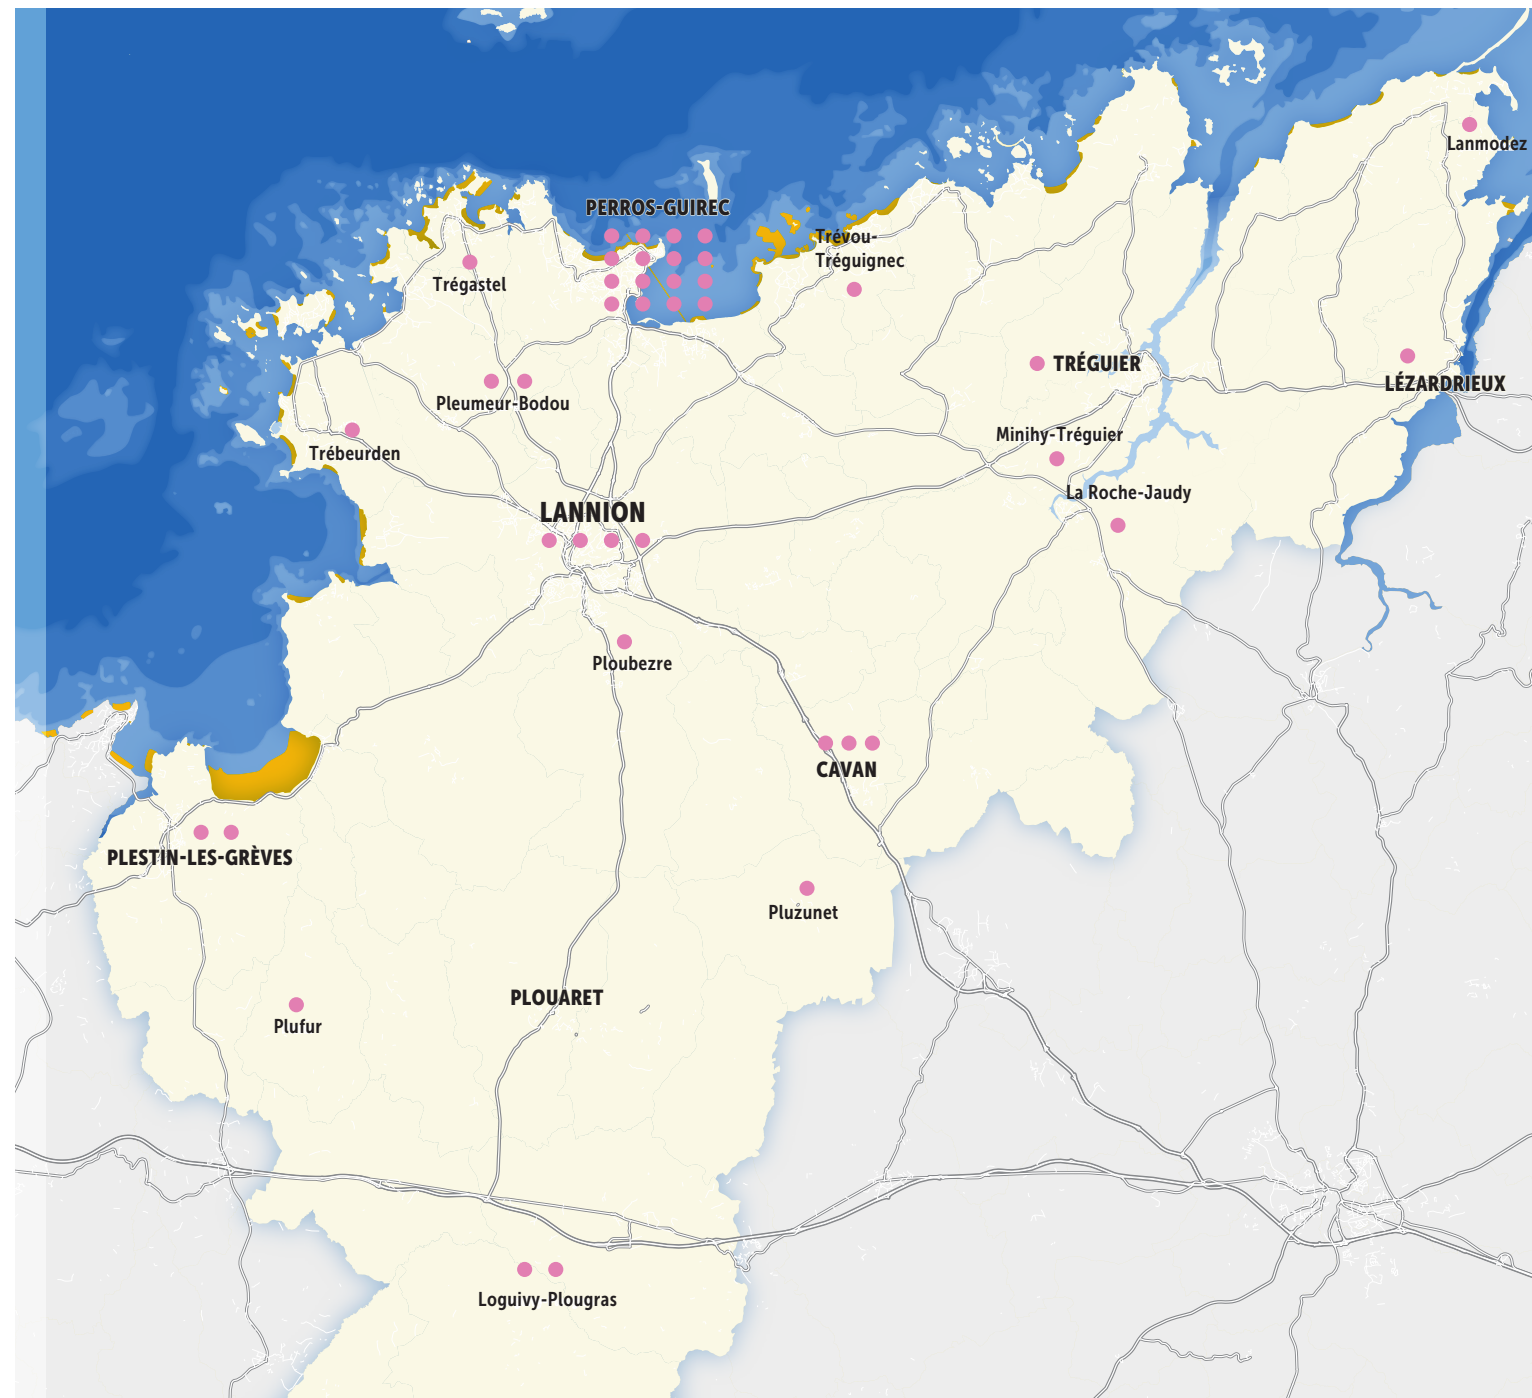 Lanmodez
PERROS-GUIREC
Trévou-
Tréguignec
Trégastel
TRÉGUIER
LÉZARDRIEUX
Pleumeur-Bodou
Minihy-Tréguier
Trébeurden
La Roche-Jaudy
LANNION
Ploubezre
CAVAN
PLESTIN-LES-GRÈVES
Pluzunet
PLOUARET
Plufur
Loguivy-Plougras